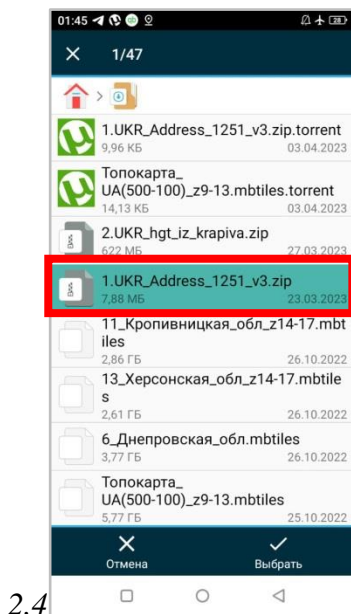 01:45
28
1/47
1.UKR_Address_1251_v3.zip.torrent
9,96 КБ 03.04.2023
Топокарта_
UA(500-100)_z9-13.mbtiles.torrent
14,13 КБ 03.04.2023
2.UKR_hgt_iz_krapiva.zip
622 МБ 27.03.2023
1.UKR_Address_1251_v3.zip
7,88 МБ 23.03.2023
11_Кропивницкая_обл_z14-17.mbt
iles
2,86 ГБ 26.10.2022
13_Херсонская_обл_z14-17.mbtile
s
2,61 ГБ 26.10.2022
6_Днепровская_обл.mbtiles
3,77 ГБ 26.10.2022
Топокарта_
UA(500-100)_z9-13.mbtiles
5,77 ГБ 25.10.2022
Отмена Выбрать
2.4